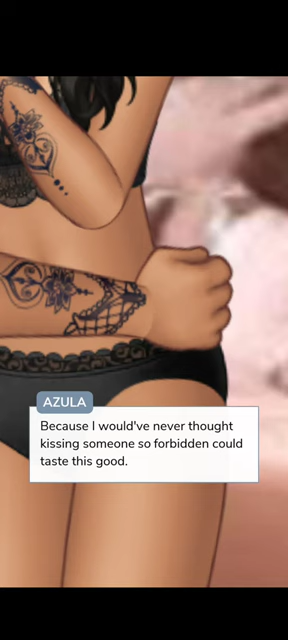 AZULA
Because I would've never thought
kissing someone so forbidden could
taste this good.